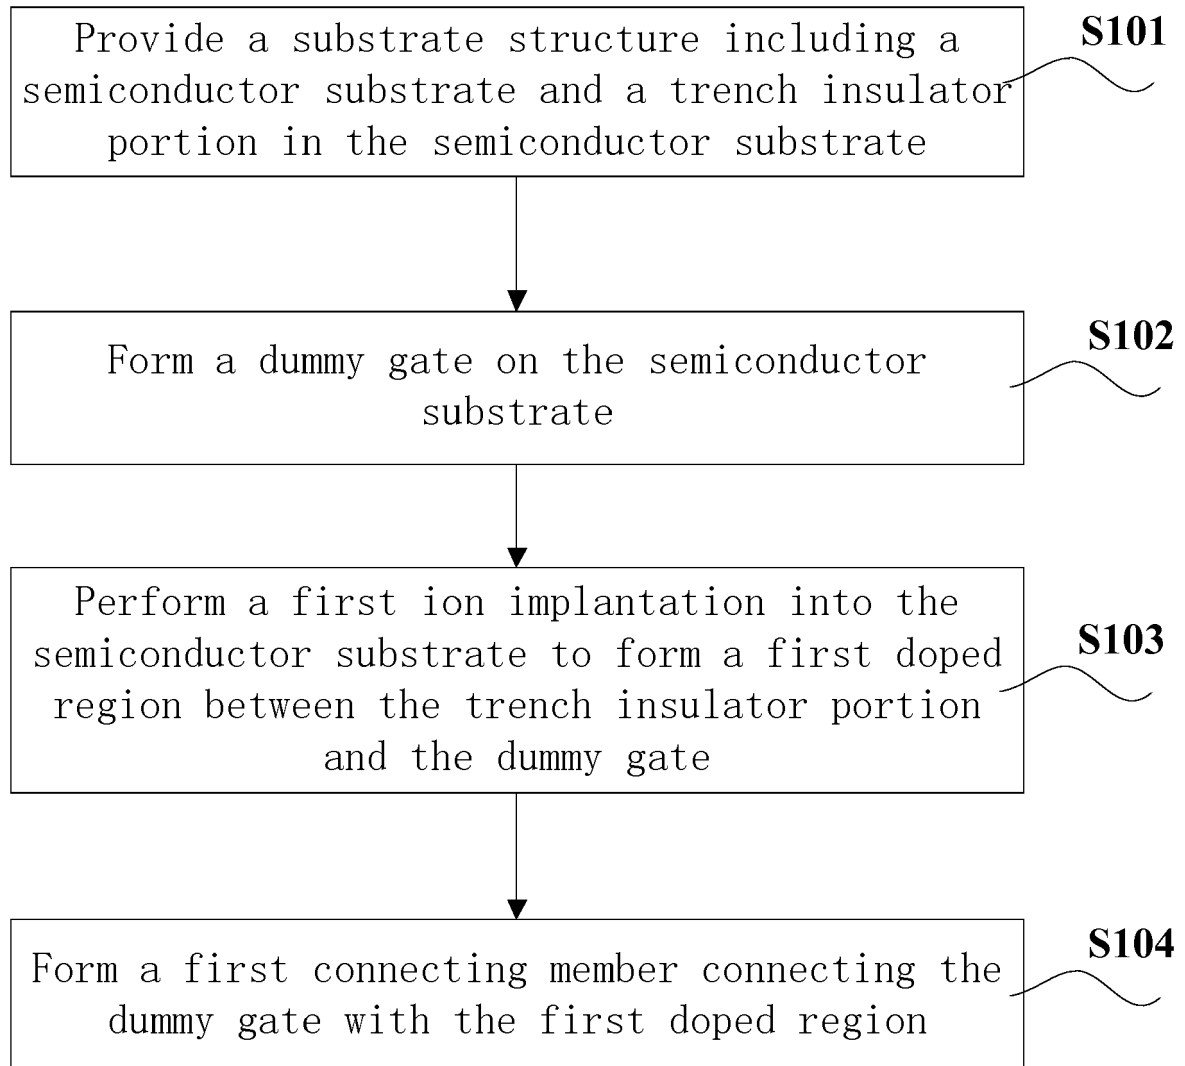 Provide a substrate structure including a
semiconductor substrate and a trench insulator
portion in the semiconductor substrate
S101
Form a dummy gate on the semiconductor
substrate
S102
Perform a first ion implantation into the
semiconductor substrate to form a first doped
region between the trench insulator portion
and the dummy gate
S103
Form a first connecting member connecting the
dummy gate with the first doped region
S104